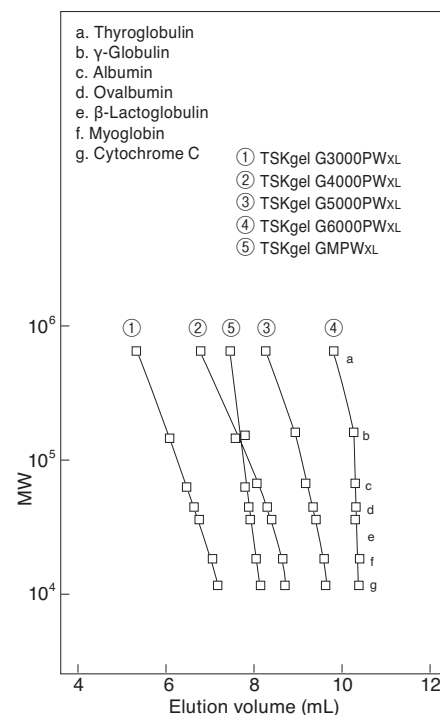 a. Thyroglobulin
b. γ-Globulin
c. Albumin
d. Ovalbumin
e. β-Lactoglobulin
f. Myoglobin
g. Cytochrome C
① TSKgel G3000PWXL
② TSKgel G4000PWXL
③ TSKgel G5000PWXL
④ TSKgel G6000PWXL
⑤ TSKgel GMPWXL
10⁶
① ② ⑤ ③ ④
a
b
10⁵
c
d
e
f
10⁴
g
MW
4 6 8 10 12
Elution volume (mL)